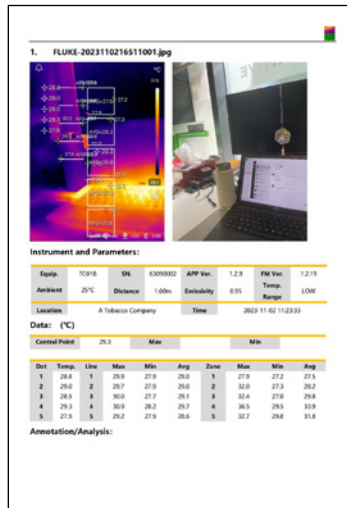 1. FLUKE-2023110216511001.jpg
°C
Instrument and Parameters:
Equip. TC01B SN. 63090002 APP Ver. 1.2.9 FM Ver. 1.2.19
Ambient 25°C Distance 1.00m Emissivity 0.95 Temp. Range LOW
Location A Tobacco Company Time 2023-11-02 11:23:33
Data: (°C)
Central Point 29.3 Max Min
Dot Temp. Line Max Min Avg Zone Max Min Avg
1 28.8 1 29.9 27.9 29.0 1 27.9 27.2 27.5
2 29.0 2 29.7 27.9 29.0 2 32.0 27.3 28.2
3 28.5 3 30.0 27.7 29.1 3 32.4 27.0 29.8
4 29.3 4 30.9 28.2 29.7 4 36.5 29.5 33.9
5 27.9 5 29.2 27.9 28.6 5 32.7 29.8 31.8
Annotation/Analysis: